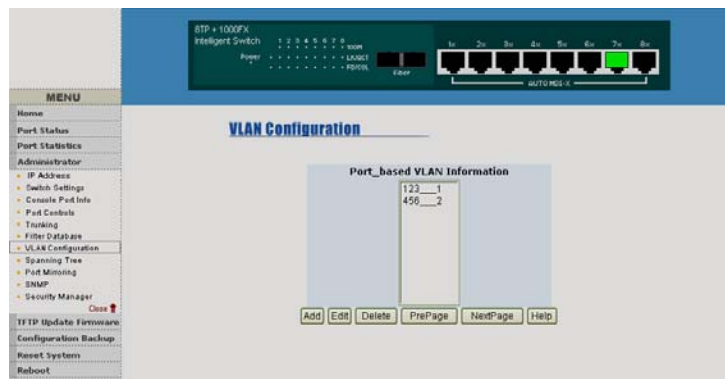 8TP + 1000FX
Intelligent Switch
1 2 3 4 5 6 7 8
100M
Power
LK/ACT
FD/COL
Fiber
1x 2x 3x 4x 5x 6x 7x 8x
AUTO MDI-X
MENU
Home
Port Status
Port Statistics
Administrator
IP Address
Switch Settings
Console Port Info
Port Controls
Trunking
Filter Database
VLAN Configuration
Spanning Tree
Port Mirroring
SNMP
Security Manager
Close
TFTP Update Firmware
Configuration Backup
Reset System
Reboot
VLAN Configuration
Port_based VLAN Information
123___1
456___2
Add Edit Delete PrePage NextPage Help